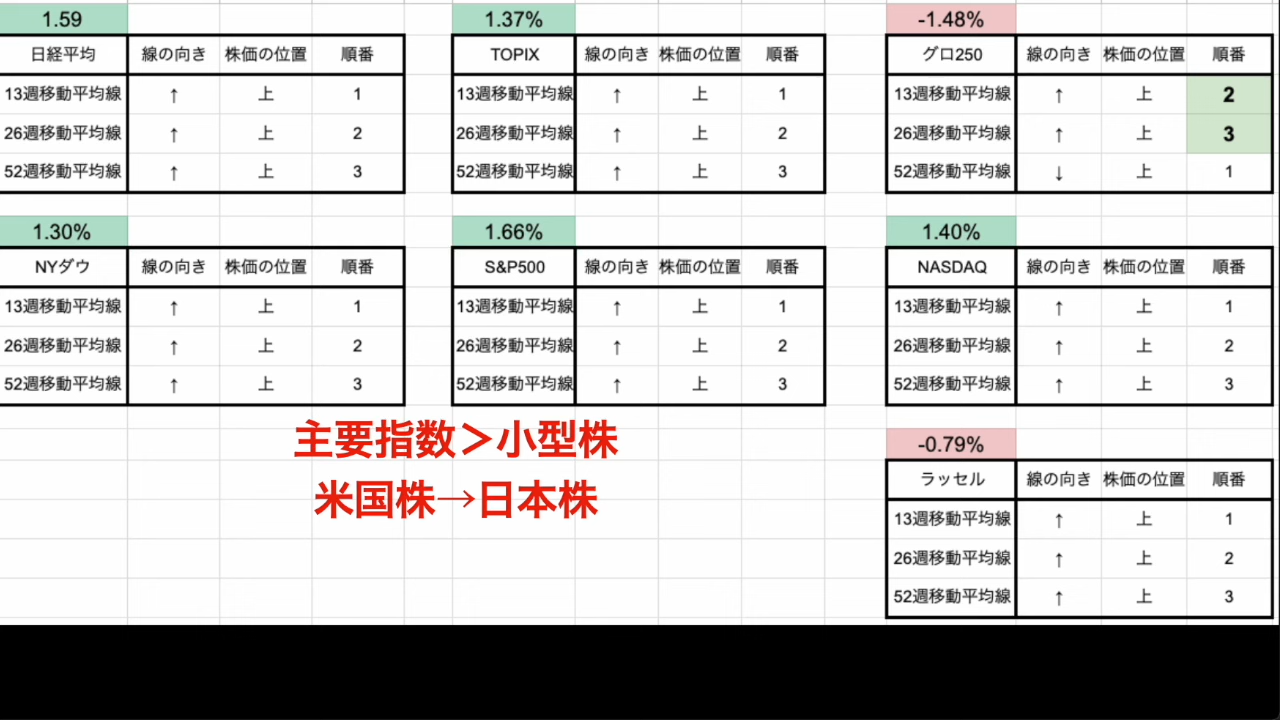 1.59 1.37% -1.48%
日経平均 線の向き 株価の位置 順番 TOPIX 線の向き 株価の位置 順番 グロ250 線の向き 株価の位置 順番
13週移動平均線 ↑ 上 1 13週移動平均線 ↑ 上 1 13週移動平均線 ↑ 上 2
26週移動平均線 ↑ 上 2 26週移動平均線 ↑ 上 2 26週移動平均線 ↑ 上 3
52週移動平均線 ↑ 上 3 52週移動平均線 ↑ 上 3 52週移動平均線 ↓ 上 1
1.30% 1.66% 1.40%
NYダウ 線の向き 株価の位置 順番 S&P500 線の向き 株価の位置 順番 NASDAQ 線の向き 株価の位置 順番
13週移動平均線 ↑ 上 1 13週移動平均線 ↑ 上 1 13週移動平均線 ↑ 上 1
26週移動平均線 ↑ 上 2 26週移動平均線 ↑ 上 2 26週移動平均線 ↑ 上 2
52週移動平均線 ↑ 上 3 52週移動平均線 ↑ 上 3 52週移動平均線 ↑ 上 3
主要指数＞小型株
米国株→日本株
-0.79%
ラッセル 線の向き 株価の位置 順番
13週移動平均線 ↑ 上 1
26週移動平均線 ↑ 上 2
52週移動平均線 ↑ 上 3